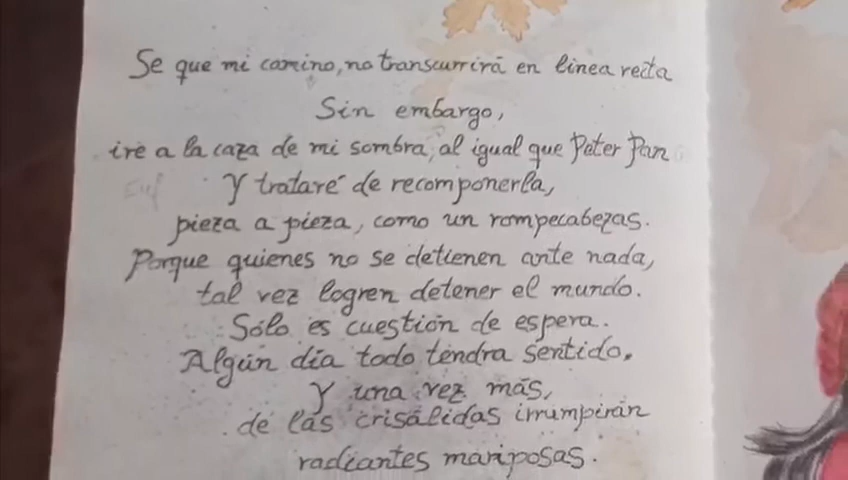 Se que mi camino, no transcurrirá en linea recta
Sin embargo,
ire a la caza de mi sombra, al igual que Peter Pan
Y trataré de recomponerla,
pieza a pieza, como un rompecabezas.
Porque quienes no se detienen ante nada,
tal vez logren detener el mundo.
Sólo es cuestión de espera.
Algún día todo tendra sentido.
Y una vez más,
de las crisálidas irrumpirán
radiantes mariposas.